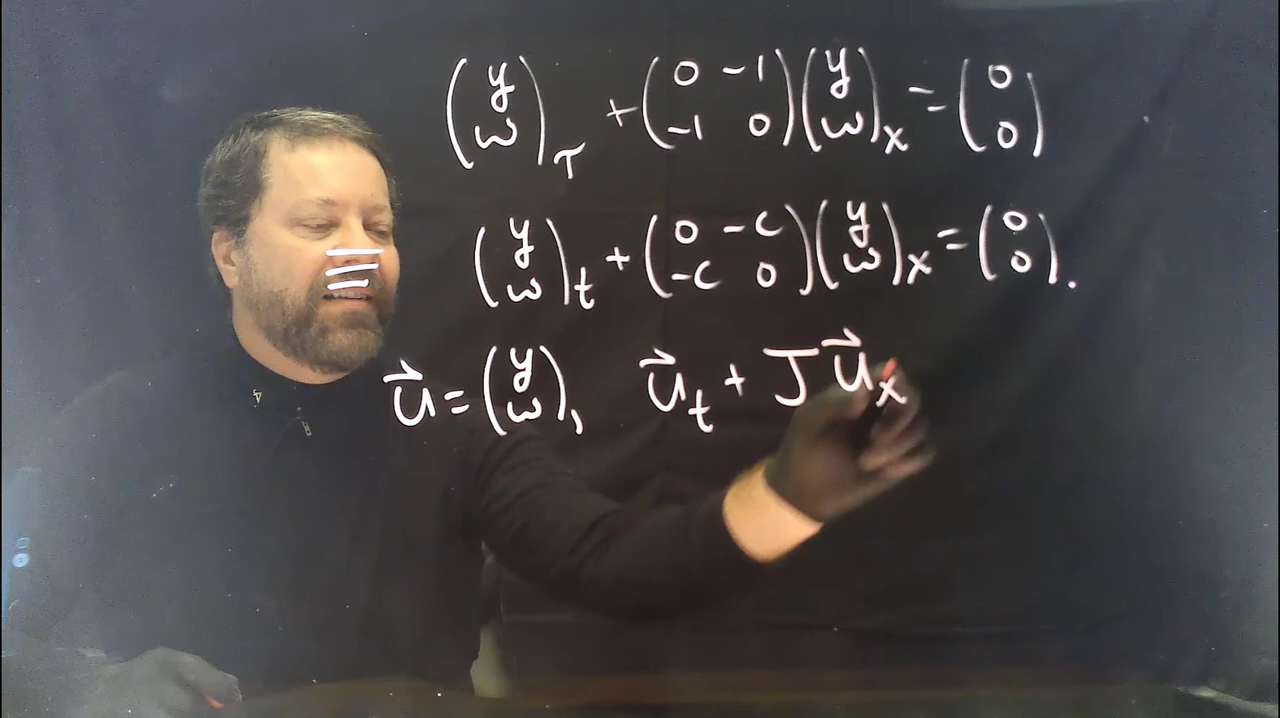 (y w)_τ + (0 -1 -1 0)(y w)_x = (0 0)
(y w)_t + (0 -c -c 0)(y w)_x = (0 0).
u⃗ = (y w), u⃗_t + J u⃗_x